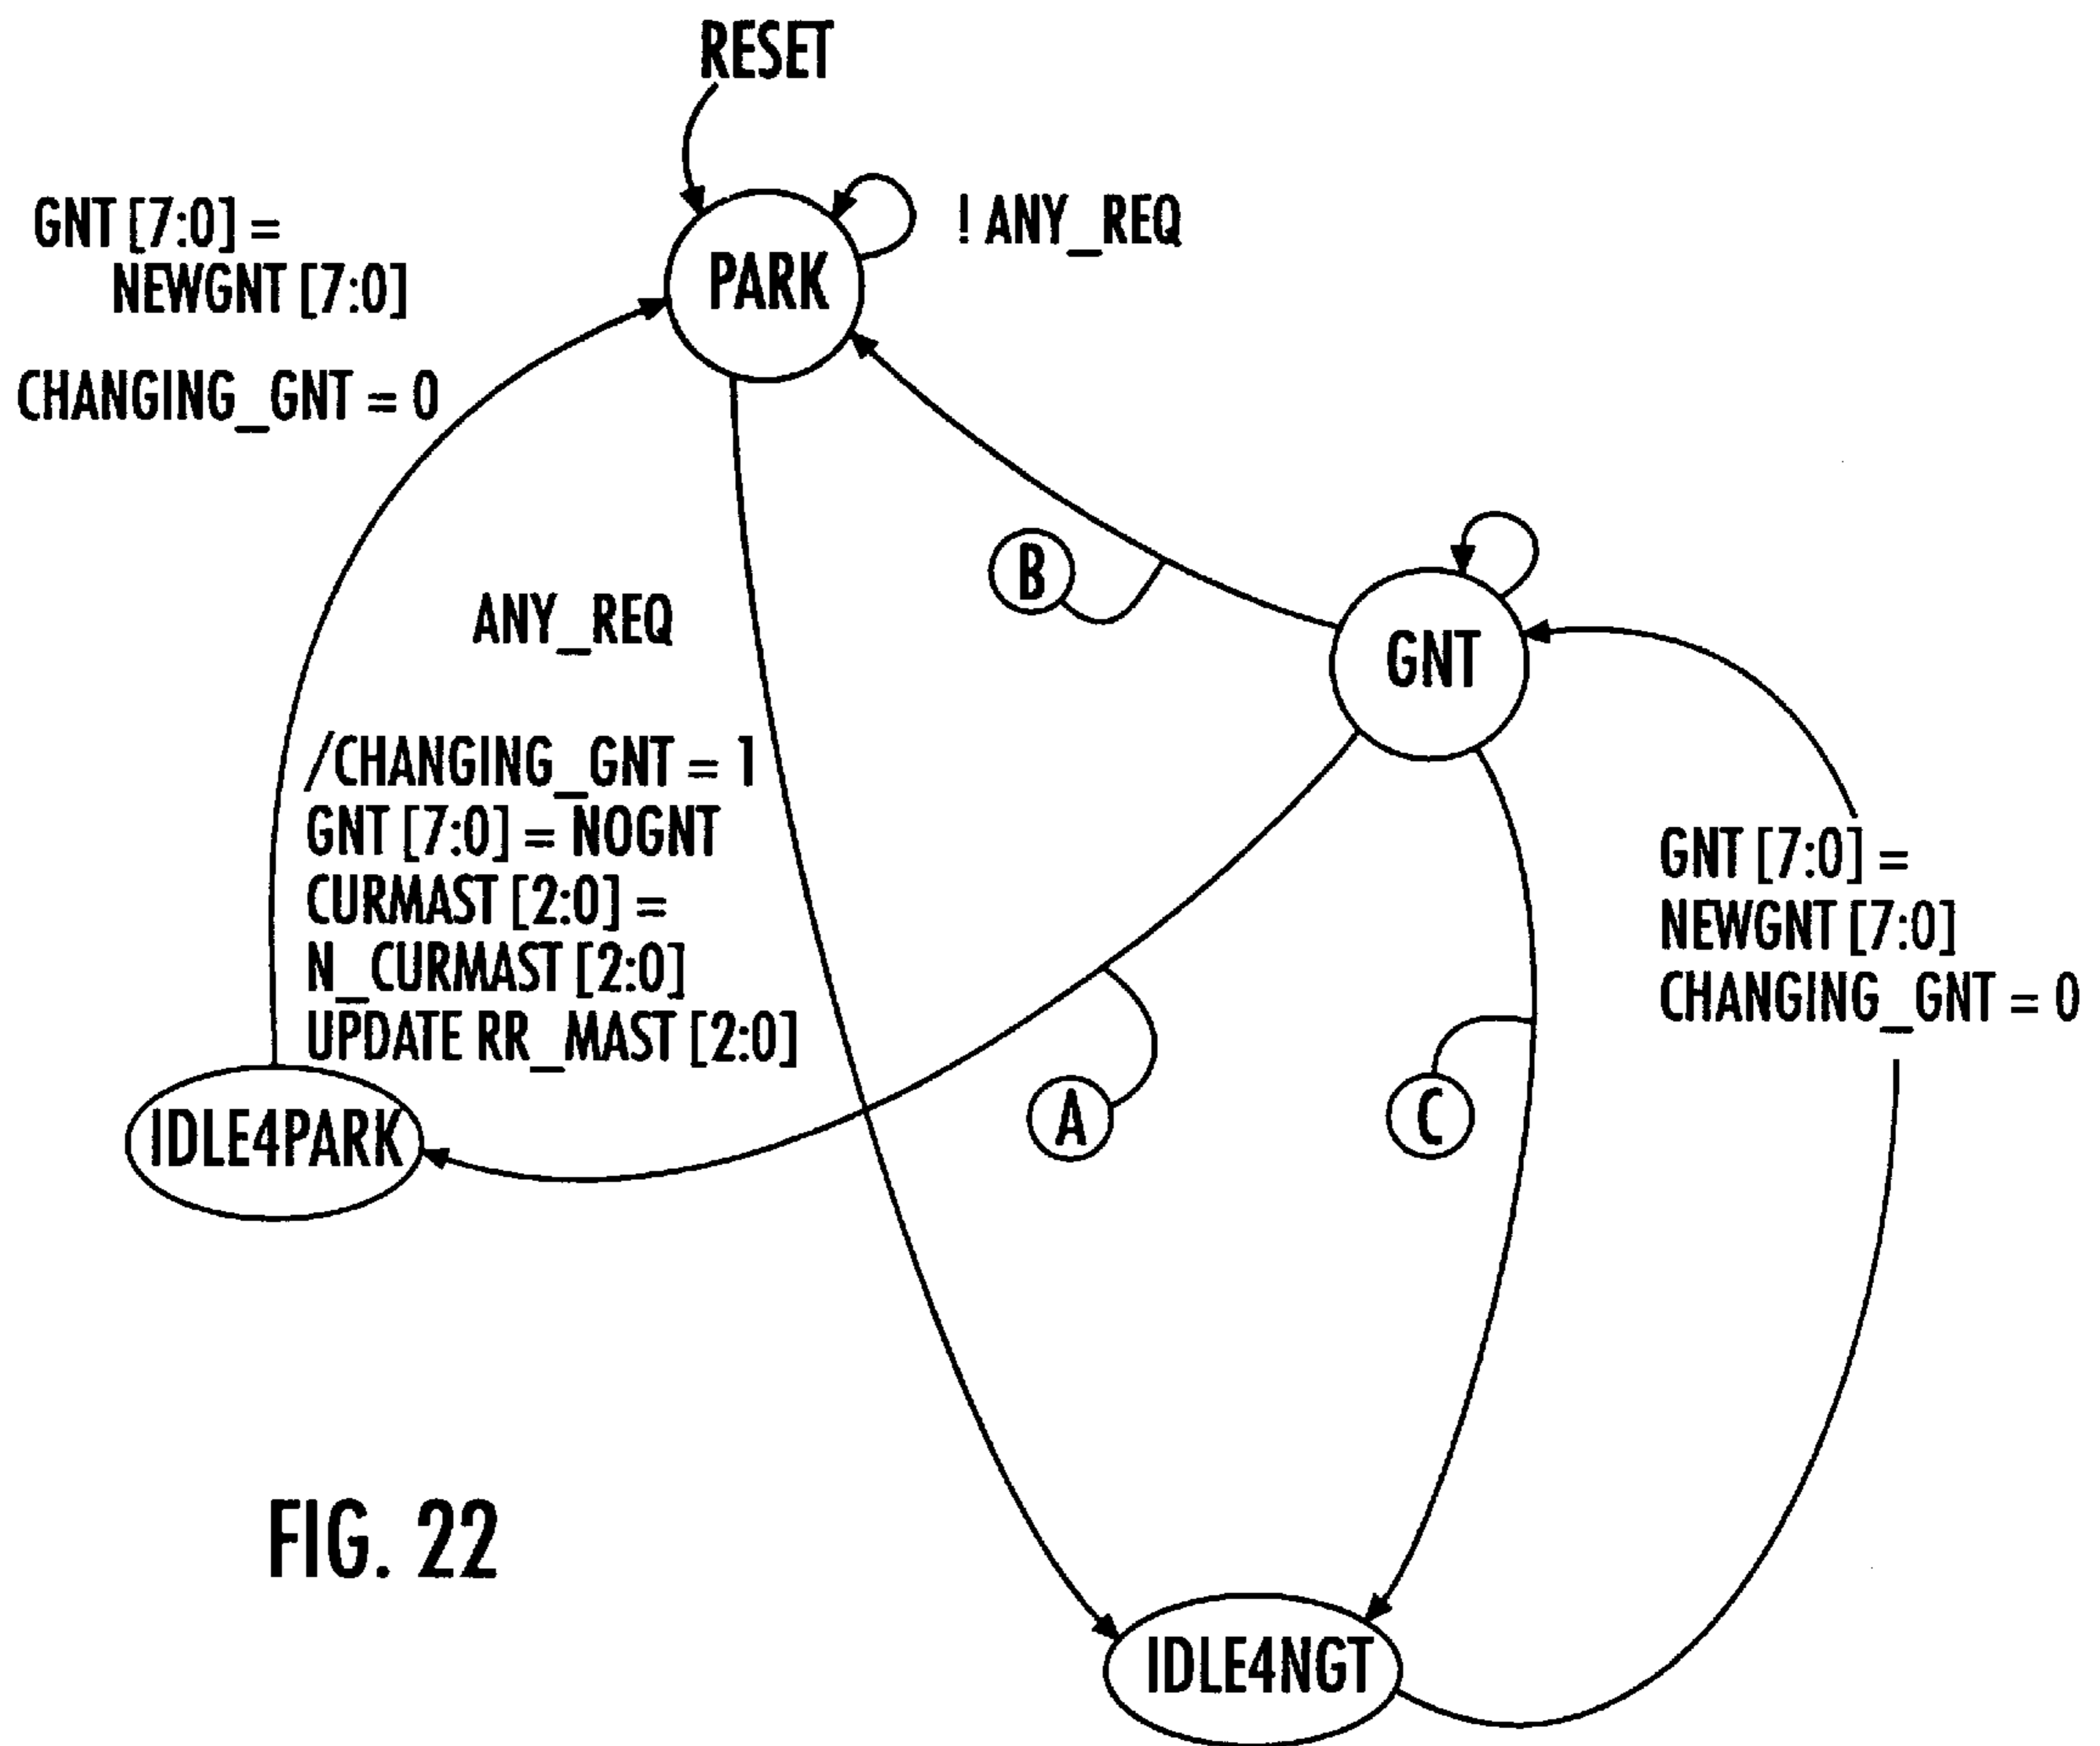 RESET
! ANY_REQ
GNT [7:0] =
NEWGNT [7:0]
CHANGING_GNT = 0
PARK
B
ANY_REQ
GNT
/CHANGING_GNT = 1
GNT [7:0] = NOGNT
CURMAST [2:0] =
N_CURMAST [2:0]
UPDATE RR_MAST [2:0]
GNT [7:0] =
NEWGNT [7:0]
CHANGING_GNT = 0
A
C
IDLE4PARK
FIG. 22
IDLE4NGT